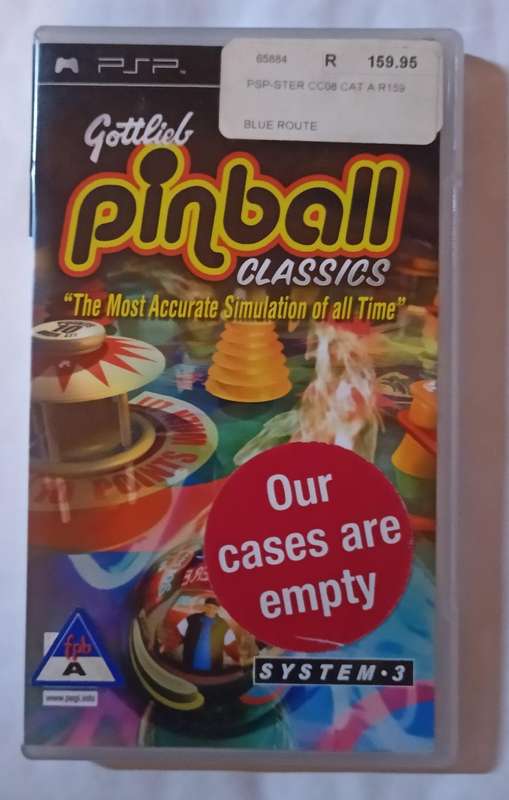 PSP
65884 R 159.95
PSP-STER CC08 CAT A R159
BLUE ROUTE
Gottlieb
pinball
CLASSICS
"The Most Accurate Simulation of all Time"
POINTS
Our
cases are
empty
fpb
A
www.pegi.info
SYSTEM·3